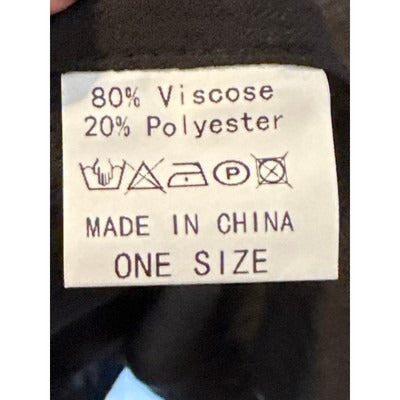 80% Viscose
20% Polyester
P
MADE IN CHINA
ONE SIZE